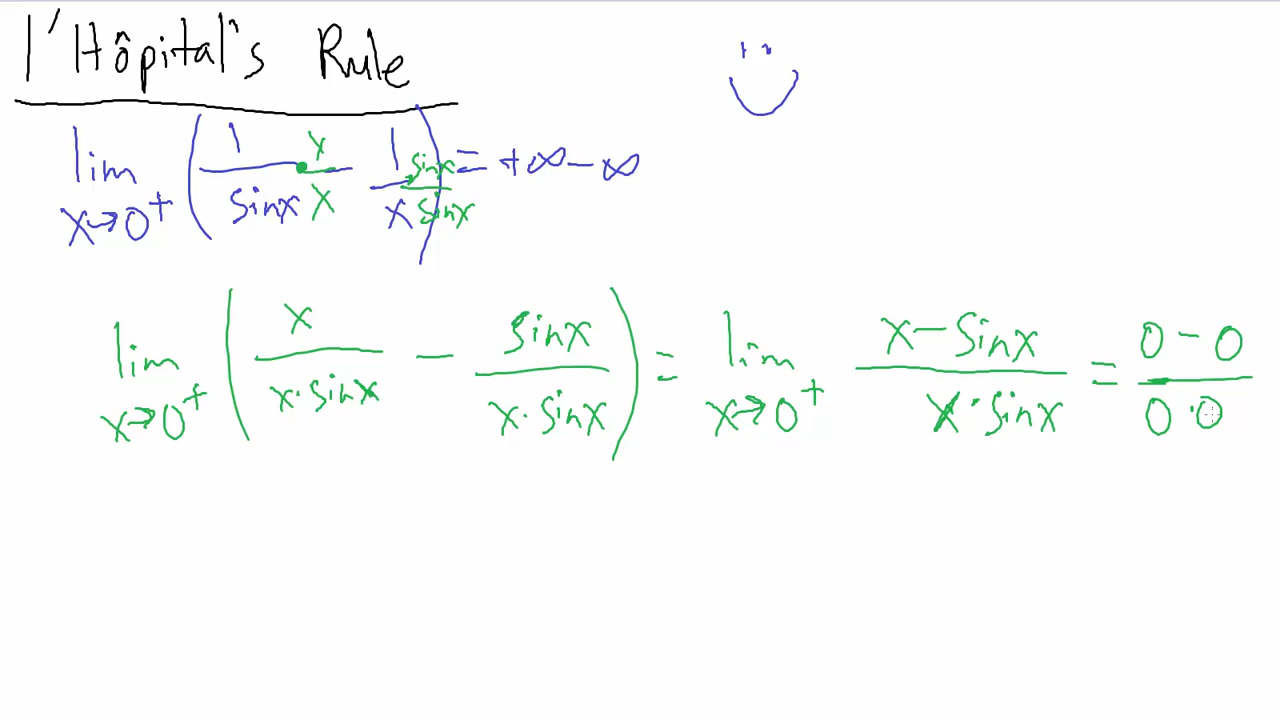 l'Hôpital's Rule
lim x→0⁺ ( 1/sinx · x/x − 1/x sinx/sinx ) = +∞ − ∞
lim x→0⁺ ( x/(x·sinx) − sinx/(x·sinx) ) = lim x→0⁺ (x − sinx)/(x·sinx) = (0 − 0)/(0·0)